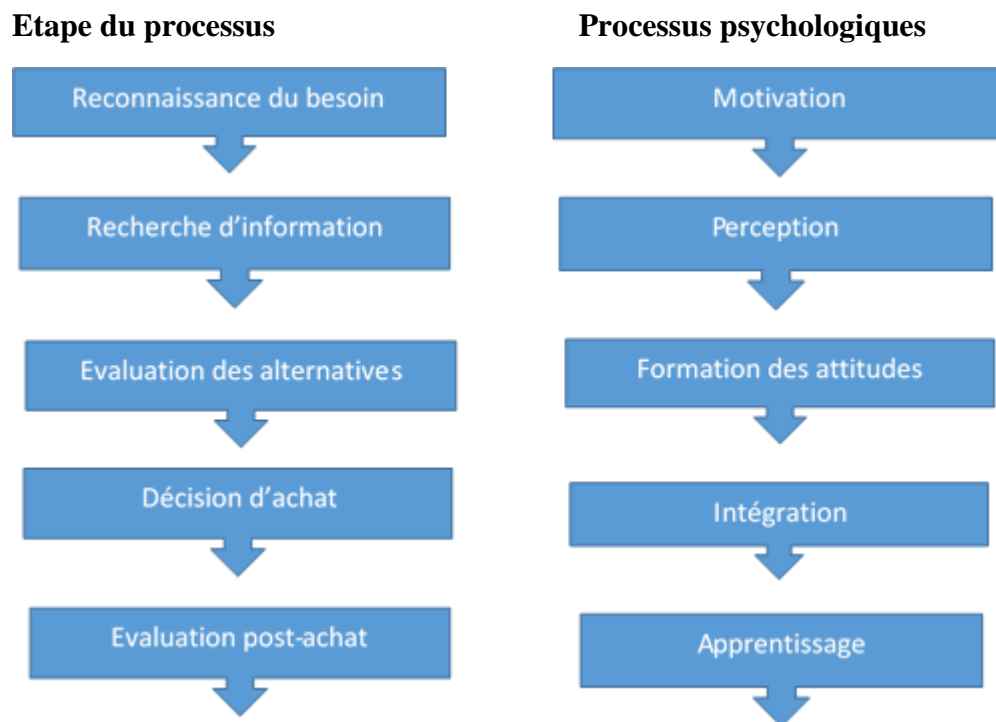 Etape du processus
Processus psychologiques
Reconnaissance du besoin
Motivation
Recherche d'information
Perception
Evaluation des alternatives
Formation des attitudes
Décision d'achat
Intégration
Evaluation post-achat
Apprentissage